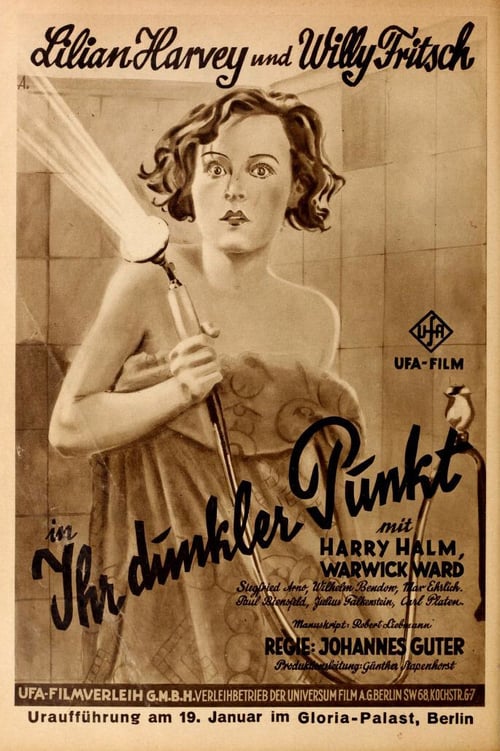 Lilian Harvey und Willy Fritsch
A.
UfA
UFA-FILM
in
Ihr dunkler Punkt
mit
HARRY HALM,
WARWICK WARD
Siegfried Arno, Wilhelm Bendow, Max Ehrlich.
Paul Biensfeld, Julius Falkenstein, Carl Platen.
Manuskript: Robert Liebmann
REGIE: JOHANNES GUTER
Produktionsleitung: Günther Stapenhorst
UFA-FILMVERLEIH G.M.B.H. VERLEIHBETRIEB DER UNIVERSUM FILM A.G. BERLIN SW 68, KOCHSTR. 6-7
Uraufführung am 19. Januar im Gloria-Palast, Berlin